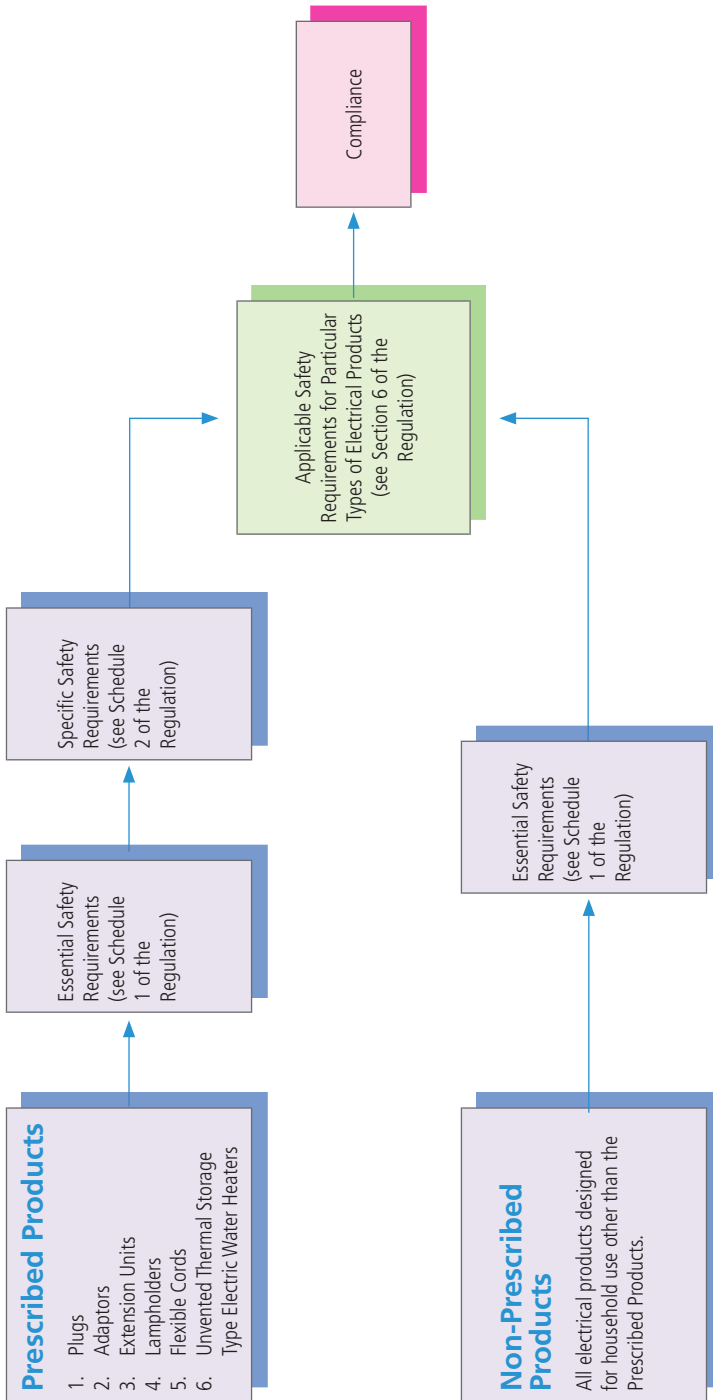 Prescribed Products
1. Plugs
2. Adaptors
3. Extension Units
4. Lampholders
5. Flexible Cords
6. Unvented Thermal Storage
Type Electric Water Heaters
Essential Safety
Requirements
(see Schedule
1 of the
Regulation)
Specific Safety
Requirements
(see Schedule
2 of the
Regulation)
Non-Prescribed
Products
All electrical products designed
for household use other than the
Prescribed Products.
Essential Safety
Requirements
(see Schedule
1 of the
Regulation)
Applicable Safety
Requirements for Particular
Types of Electrical Products
(see Section 6 of the
Regulation)
Compliance